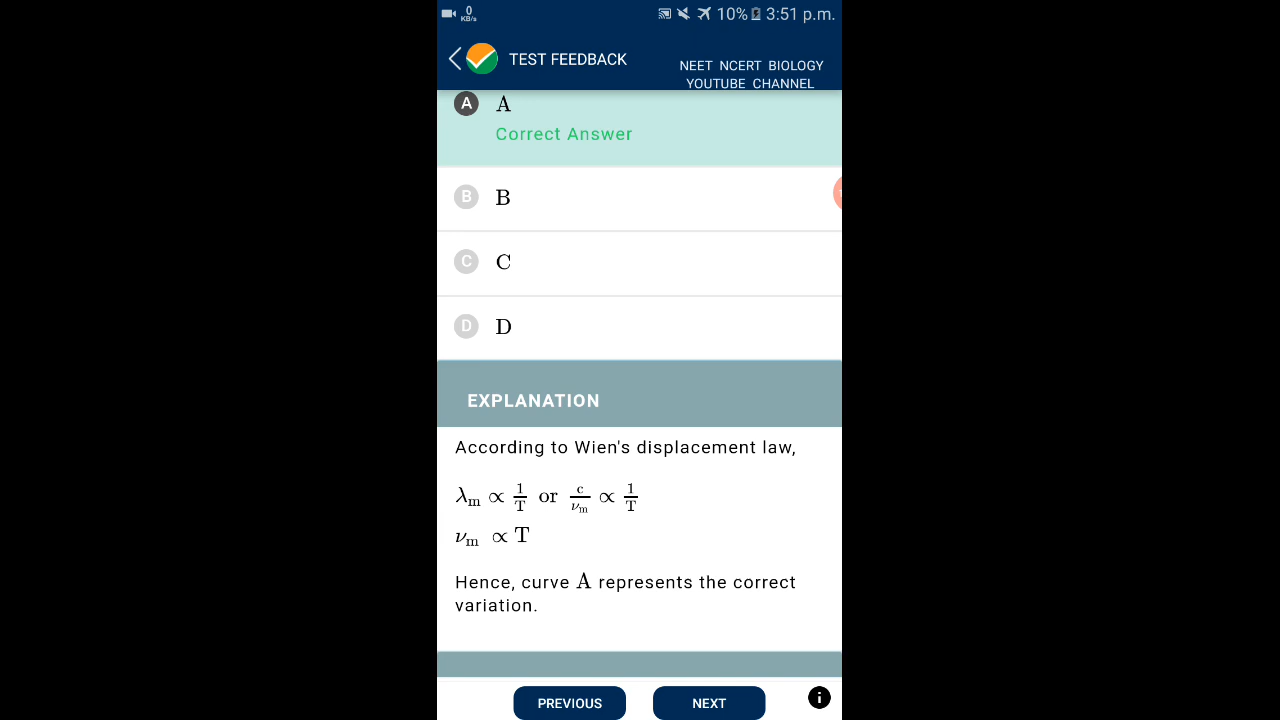 0
KB/s
10% 3:51 p.m.
TEST FEEDBACK
NEET NCERT BIOLOGY
YOUTUBE CHANNEL
A A
Correct Answer
B B
C C
D D
EXPLANATION
According to Wien's displacement law,
λₘ ∝ 1/T or c/νₘ ∝ 1/T
νₘ ∝ T
Hence, curve A represents the correct
variation.
PREVIOUS NEXT i